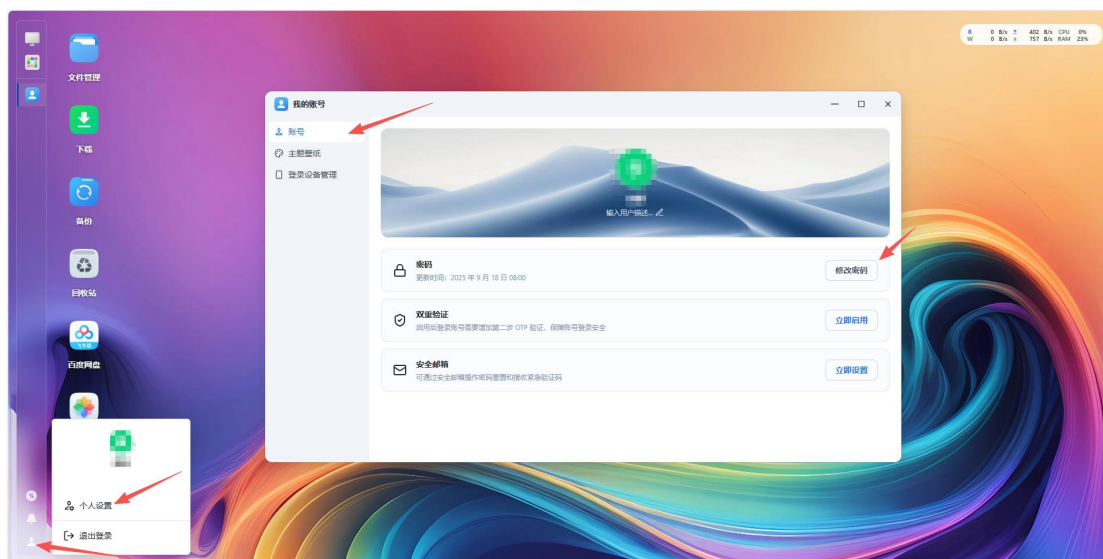 文件管理
下载
备份
回收站
飞牛版
百度网盘
R 0 B/s 402 B/s CPU 0%
W 0 B/s 757 B/s RAM 23%
我的账号
账号
主题壁纸
登录设备管理
输入用户描述...
密码
更新时间：2025 年 9 月 18 日 08:00
修改密码
双重验证
启用后登录账号需要增加第二步 OTP 验证，保障账号登录安全
立即启用
安全邮箱
可通过安全邮箱操作密码重置和接收紧急验证码
立即设置
个人设置
退出登录